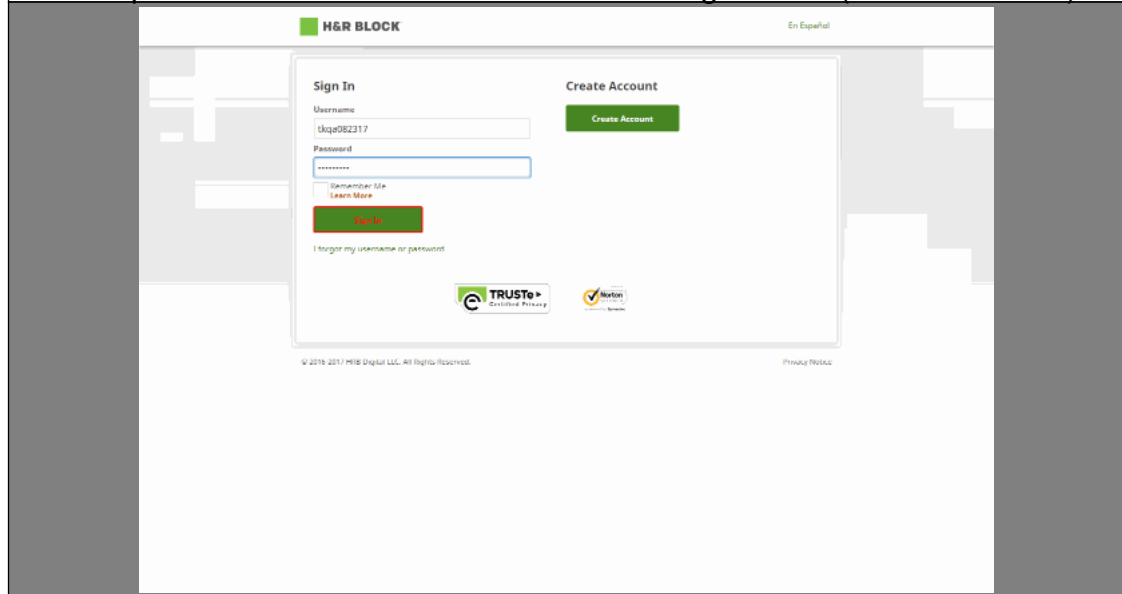 H&R BLOCK
En Español
Sign In
Username
tkqa082317
Password
---------
Remember Me
Learn More
Sign In
I forgot my username or password
Create Account
Create Account
TRUSTe
Certified Privacy
Norton
© 2016-2017 HRB Digital LLC. All Rights Reserved.
Privacy Notice